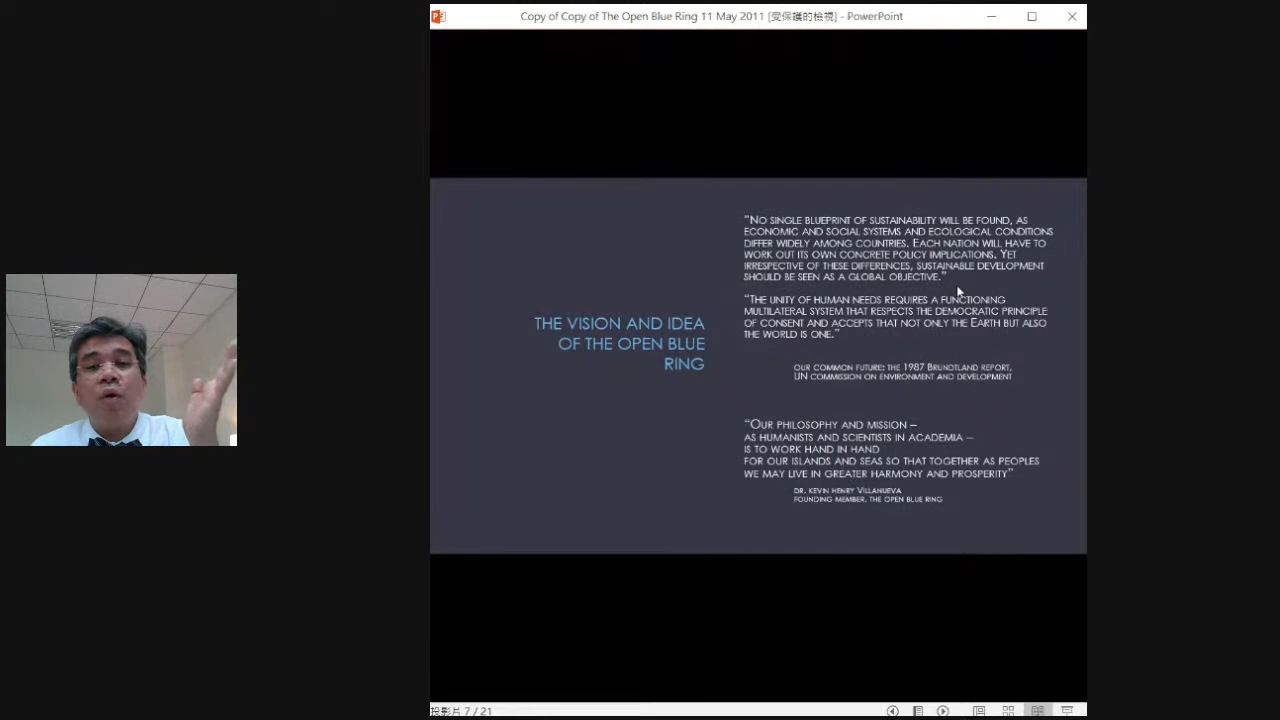 Copy of Copy of The Open Blue Ring 11 May 2011 [受保護的檢視] - PowerPoint
THE VISION AND IDEA
OF THE OPEN BLUE
RING
"NO SINGLE BLUEPRINT OF SUSTAINABILITY WILL BE FOUND, AS
ECONOMIC AND SOCIAL SYSTEMS AND ECOLOGICAL CONDITIONS
DIFFER WIDELY AMONG COUNTRIES. EACH NATION WILL HAVE TO
WORK OUT ITS OWN CONCRETE POLICY IMPLICATIONS. YET
IRRESPECTIVE OF THESE DIFFERENCES, SUSTAINABLE DEVELOPMENT
SHOULD BE SEEN AS A GLOBAL OBJECTIVE."
"THE UNITY OF HUMAN NEEDS REQUIRES A FUNCTIONING
MULTILATERAL SYSTEM THAT RESPECTS THE DEMOCRATIC PRINCIPLE
OF CONSENT AND ACCEPTS THAT NOT ONLY THE EARTH BUT ALSO
THE WORLD IS ONE."
OUR COMMON FUTURE: THE 1987 BRUNDTLAND REPORT,
UN COMMISSION ON ENVIRONMENT AND DEVELOPMENT
"OUR PHILOSOPHY AND MISSION –
AS HUMANISTS AND SCIENTISTS IN ACADEMIA –
IS TO WORK HAND IN HAND
FOR OUR ISLANDS AND SEAS SO THAT TOGETHER AS PEOPLES
WE MAY LIVE IN GREATER HARMONY AND PROSPERITY"
DR. KEVIN HENRY VILLANUEVA
FOUNDING MEMBER, THE OPEN BLUE RING
投影片 7 / 21